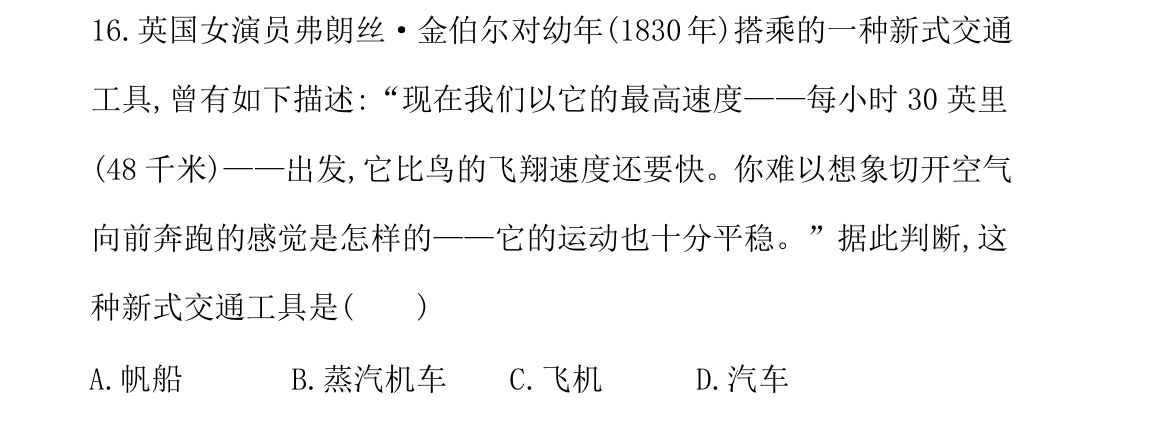 16.英国女演员弗朗丝·金伯尔对幼年(1830年)搭乘的一种新式交通
工具,曾有如下描述:“现在我们以它的最高速度——每小时 30 英里
(48 千米)——出发,它比鸟的飞翔速度还要快。你难以想象切开空气
向前奔跑的感觉是怎样的——它的运动也十分平稳。”据此判断,这
种新式交通工具是(　　)
A.帆船　　　B.蒸汽机车　　C.飞机　　　D.汽车